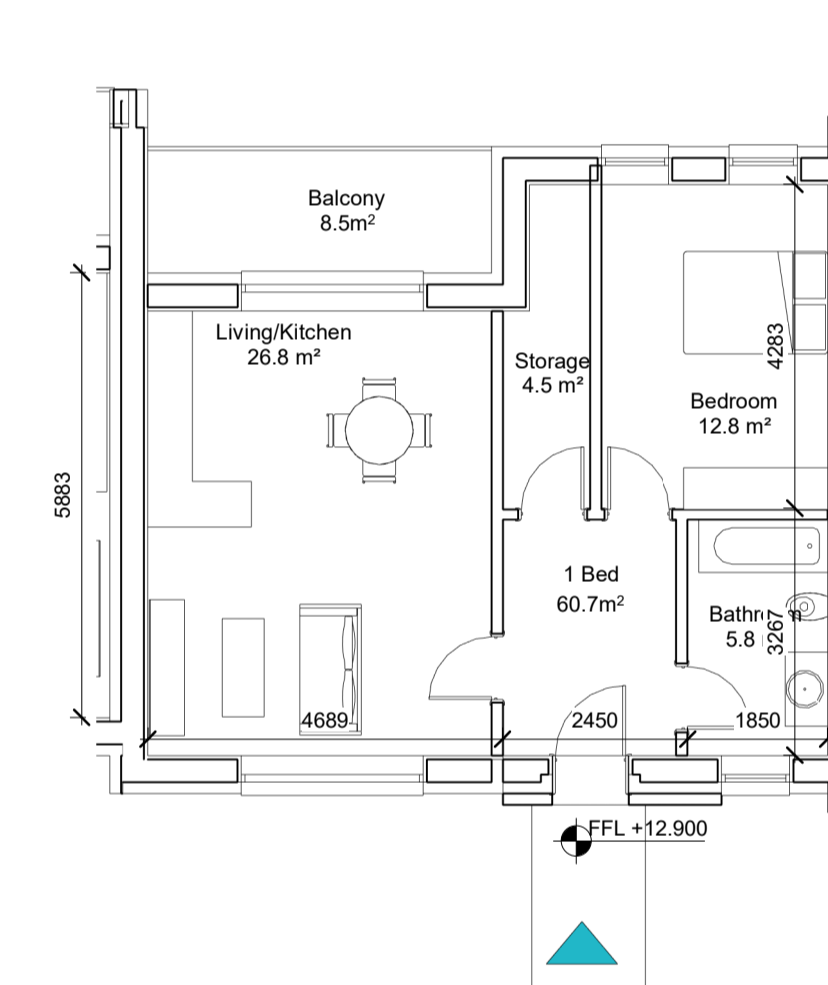 Balcony
8.5m²
Living/Kitchen
26.8 m²
Storage
4.5 m²
4283
Bedroom
12.8 m²
5883
1 Bed
60.7m²
5.8
3267
4689
2450
1850
FFL +12.900